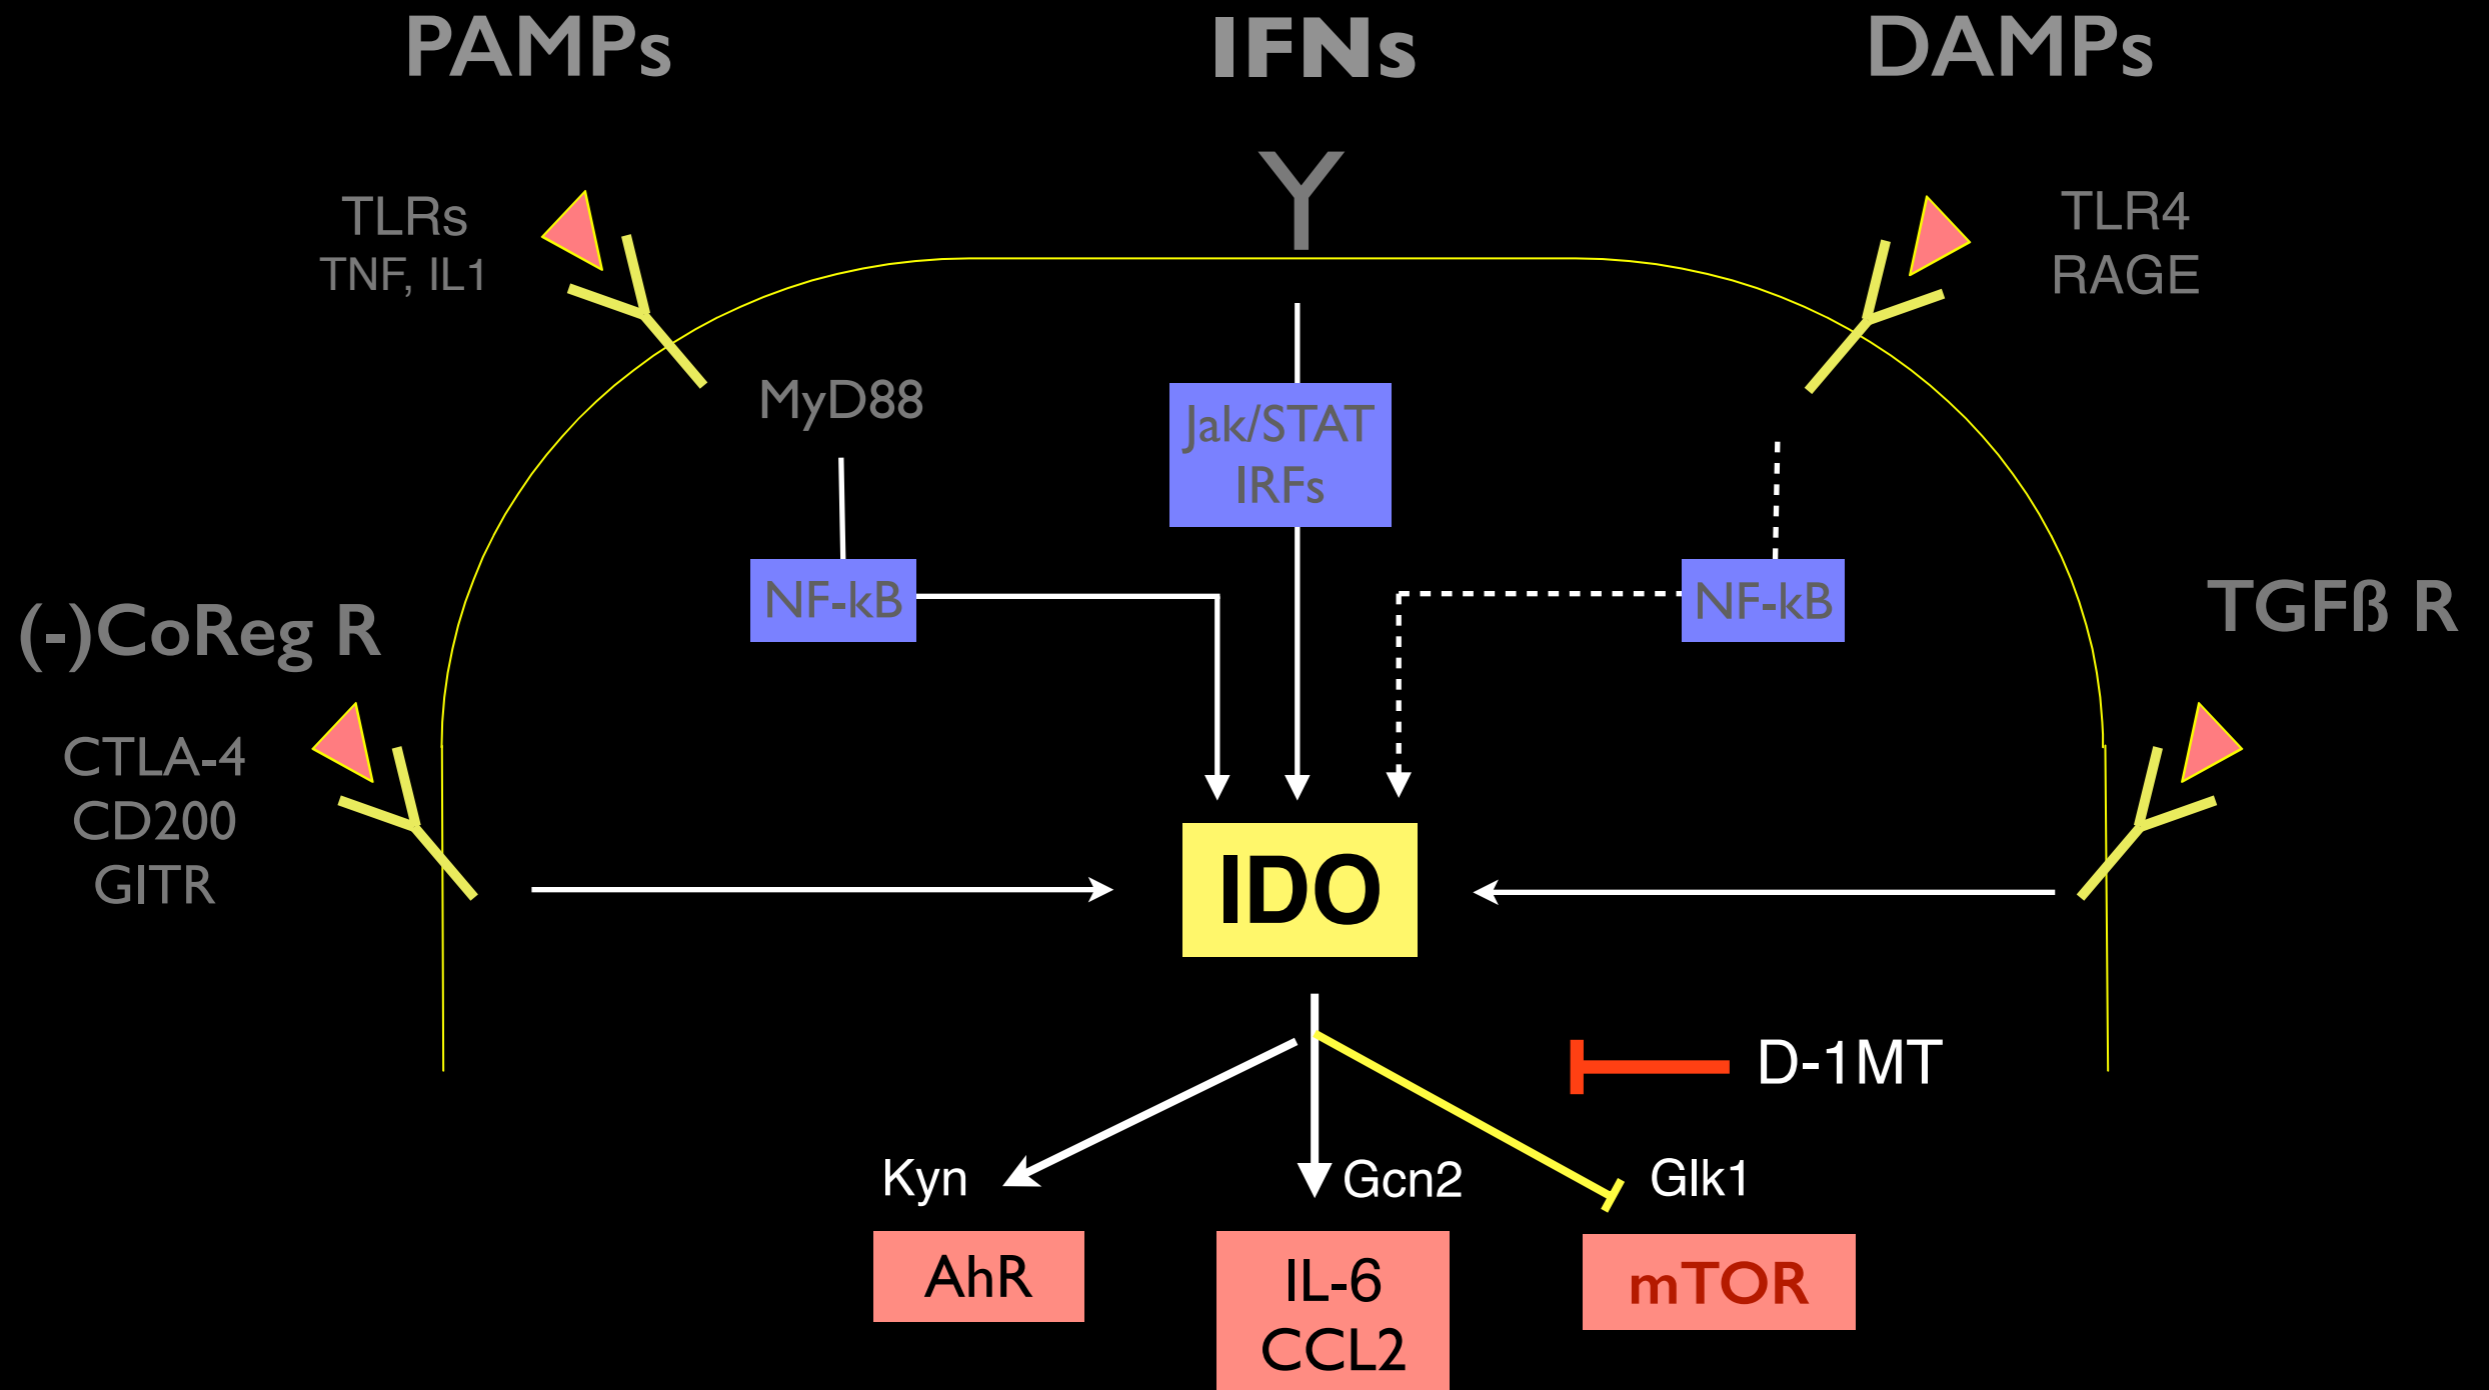 PAMPs
IFNs
DAMPs
TLRs
TNF, IL1
TLR4
RAGE
MyD88
Jak/STAT
IRFs
NF-kB
NF-kB
(-)CoReg R
TGFß R
CTLA-4
CD200
GITR
IDO
D-1MT
Kyn
Gcn2
Glk1
AhR
IL-6
CCL2
mTOR